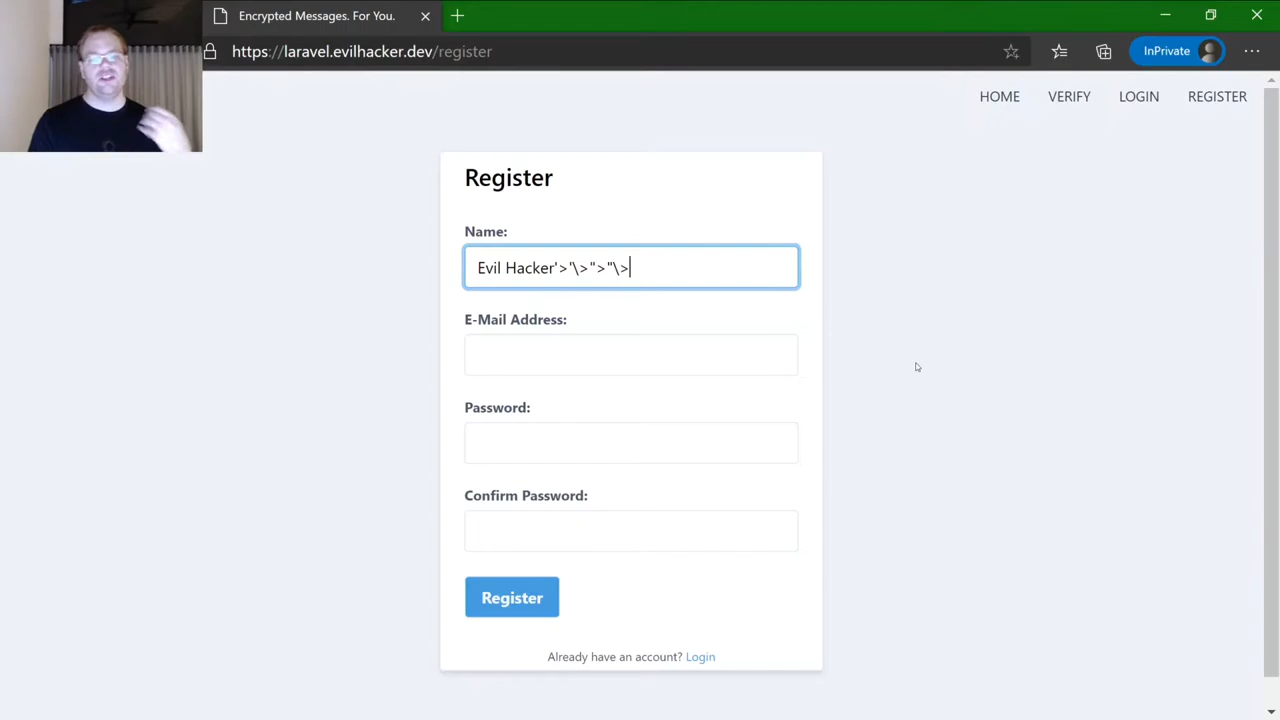 Encrypted Messages. For You.
https://laravel.evilhacker.dev/register
InPrivate
HOME VERIFY LOGIN REGISTER
Register
Name:
Evil Hacker'>'\>">"\>
E-Mail Address:
Password:
Confirm Password:
Register
Already have an account? Login